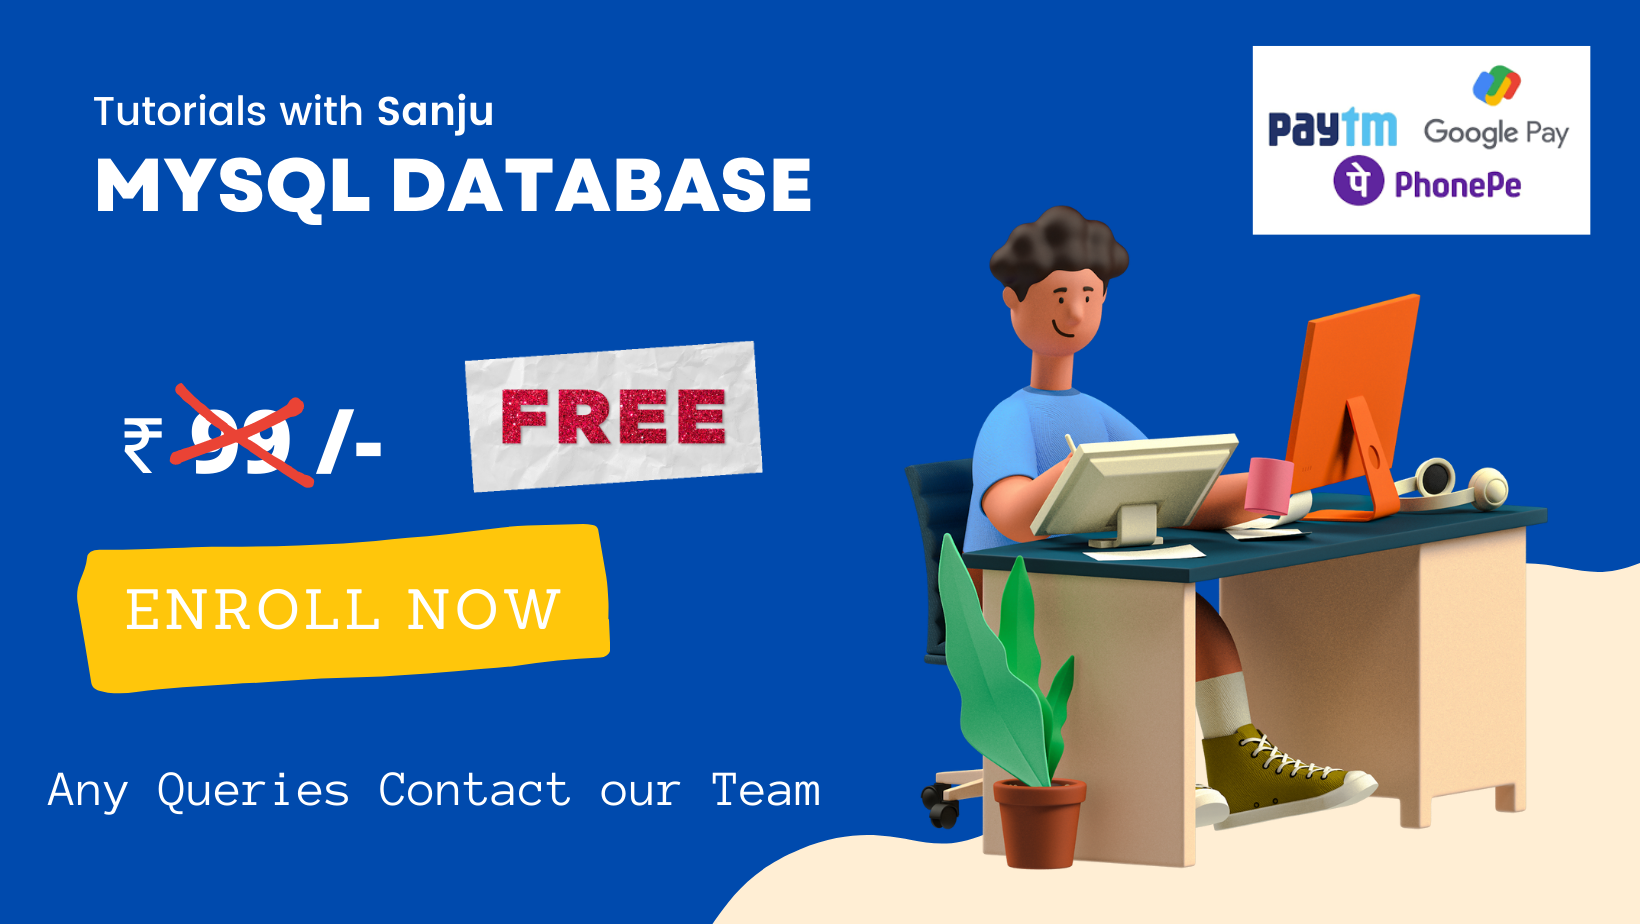 Tutorials with Sanju
MYSQL DATABASE
paytm
Google Pay
पे PhonePe
₹ 99 /-
FREE
ENROLL NOW
Any Queries Contact our Team